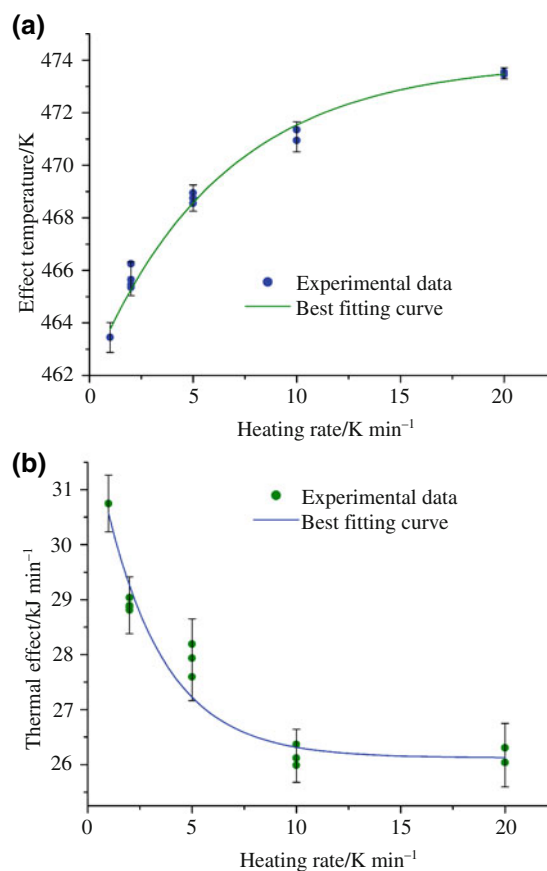 (a)
474
472
470
468
466
464
462
Effect temperature/K
Experimental data
Best fitting curve
0
5
10
15
20
Heating rate/K min⁻¹
(b)
31
30
29
28
27
26
25
Thermal effect/kJ min⁻¹
Experimental data
Best fitting curve
0
5
10
15
20
Heating rate/K min⁻¹